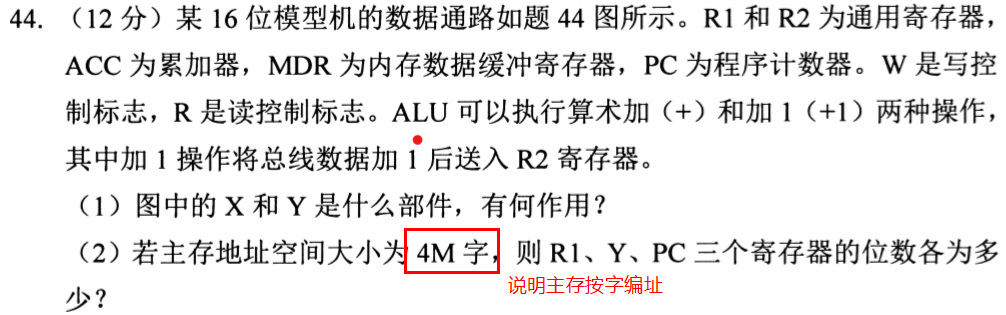 44. （12 分）某 16 位模型机的数据通路如题 44 图所示。R1 和 R2 为通用寄存器，
ACC 为累加器，MDR 为内存数据缓冲寄存器，PC 为程序计数器。W 是写控
制标志，R 是读控制标志。ALU 可以执行算术加（+）和加 1（+1）两种操作，
其中加 1 操作将总线数据加 1 后送入 R2 寄存器。
（1）图中的 X 和 Y 是什么部件，有何作用？
（2）若主存地址空间大小为 4M 字，则 R1、Y、PC 三个寄存器的位数各为多
说明主存按字编址
少？